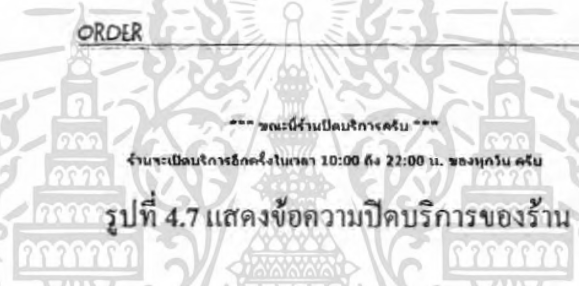 ORDER
*** ขณะนี้ร้านปิดบริการครับ ***
ร้านจะเปิดบริการอีกครั้งในเวลา 10:00 ถึง 22:00 น. ของทุกวัน ครับ
รูปที่ 4.7 แสดงข้อความปิดบริการของร้าน